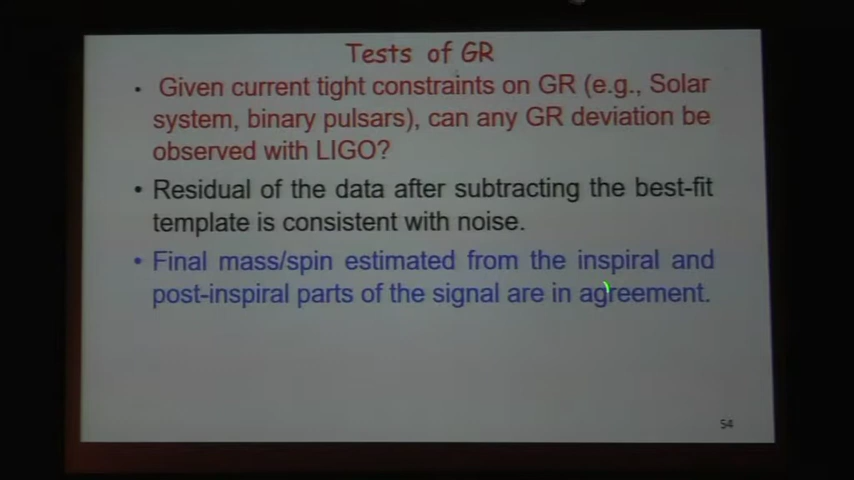 Tests of GR
• Given current tight constraints on GR (e.g., Solar
system, binary pulsars), can any GR deviation be
observed with LIGO?
• Residual of the data after subtracting the best-fit
template is consistent with noise.
• Final mass/spin estimated from the inspiral and
post-inspiral parts of the signal are in agreement.
54